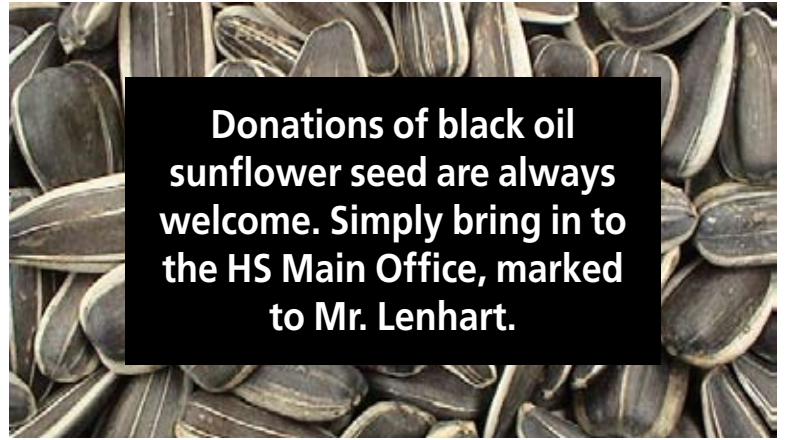 Donations of black oil
sunflower seed are always
welcome. Simply bring in to
the HS Main Office, marked
to Mr. Lenhart.